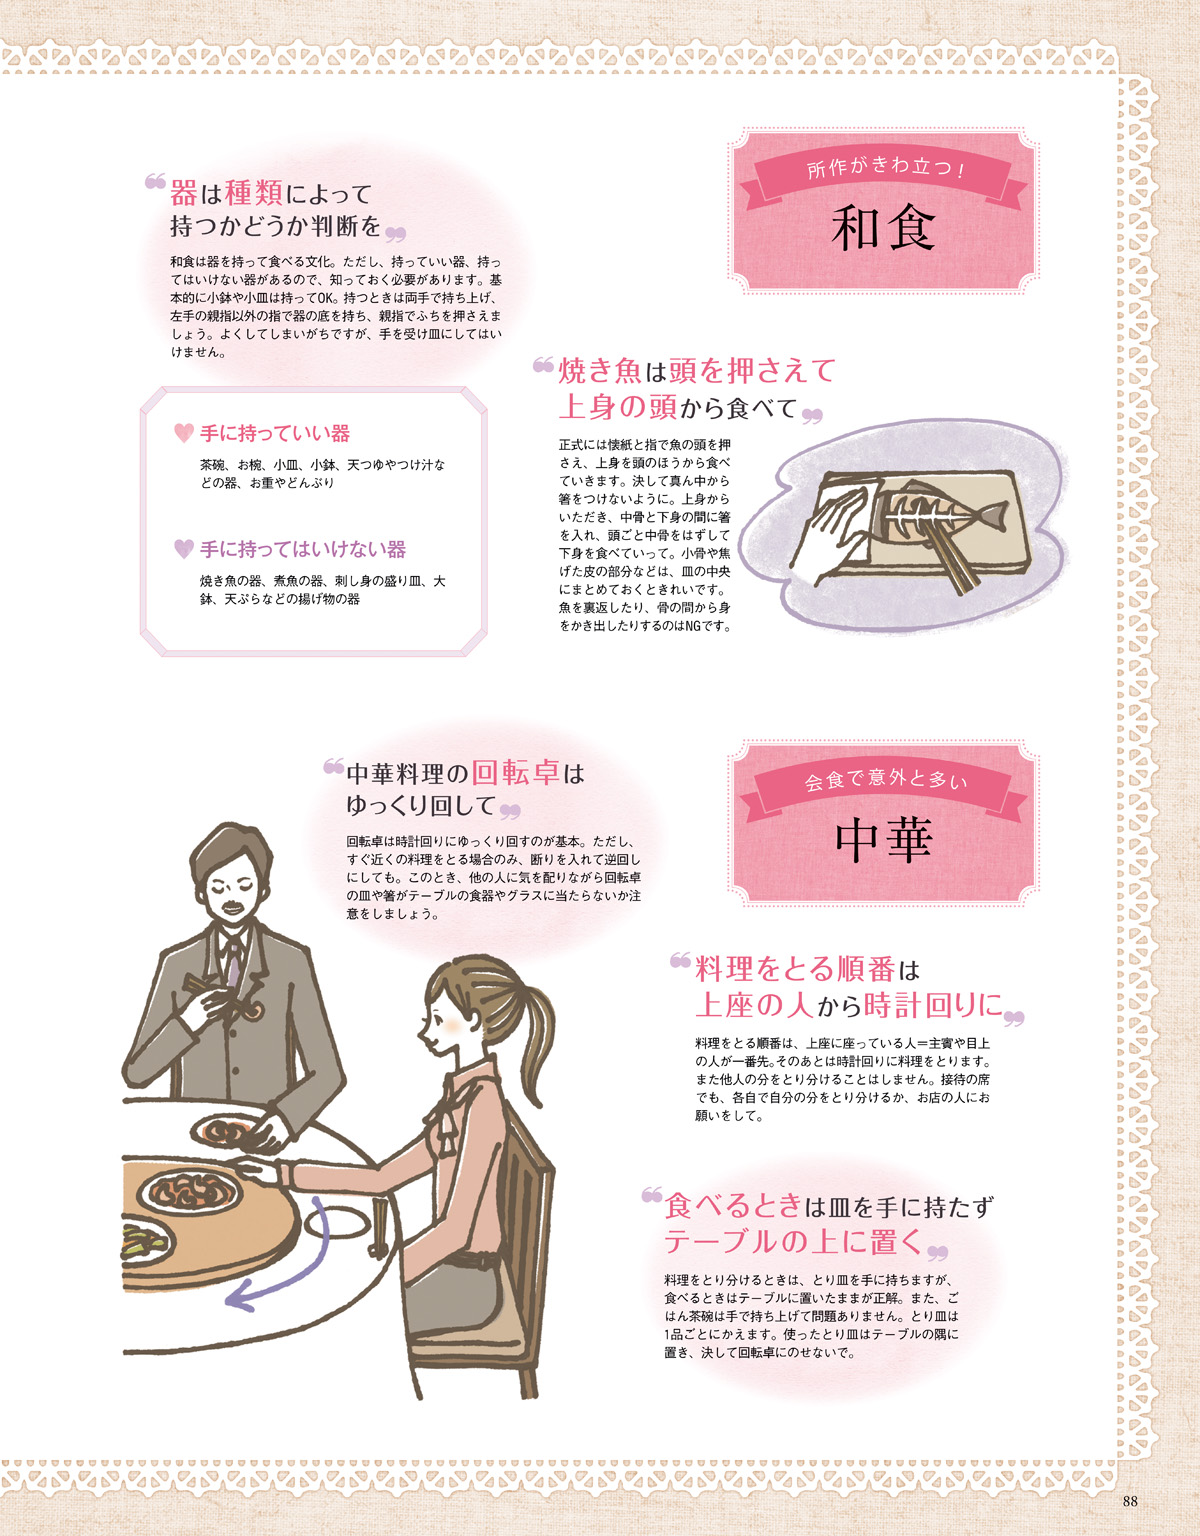 所作がきわ立つ！
和食
器は種類によって
持つかどうか判断を
和食は器を持って食べる文化。ただし、持っていい器、持っ
てはいけない器があるので、知っておく必要があります。基
本的に小鉢や小皿は持ってOK。持つときは両手で持ち上げ、
左手の親指以外の指で器の底を持ち、親指でふちを押さえま
しょう。よくしてしまいがちですが、手を受け皿にしてはい
けません。
手に持っていい器
茶碗、お椀、小皿、小鉢、天つゆやつけ汁な
どの器、お重やどんぶり
手に持ってはいけない器
焼き魚の器、煮魚の器、刺し身の盛り皿、大
鉢、天ぷらなどの揚げ物の器
焼き魚は頭を押さえて
上身の頭から食べて
正式には懐紙と指で魚の頭を押
さえ、上身を頭のほうから食べ
ていきます。決して真ん中から
箸をつけないように。上身から
いただき、中骨と下身の間に箸
を入れ、頭ごと中骨をはずして
下身を食べていって。小骨や焦
げた皮の部分などは、皿の中央
にまとめておくときれいです。
魚を裏返したり、骨の間から身
をかき出したりするのはNGです。
会食で意外と多い
中華
中華料理の回転卓は
ゆっくり回して
回転卓は時計回りにゆっくり回すのが基本。ただし、
すぐ近くの料理をとる場合のみ、断りを入れて逆回し
にしても。このとき、他の人に気を配りながら回転卓
の皿や箸がテーブルの食器やグラスに当たらないか注
意をしましょう。
料理をとる順番は
上座の人から時計回りに
料理をとる順番は、上座に座っている人＝主賓や目上
の人が一番先。そのあとは時計回りに料理をとります。
また他人の分をとり分けることはしません。接待の席
でも、各自で自分の分をとり分けるか、お店の人にお
願いをして。
食べるときは皿を手に持たず
テーブルの上に置く
料理をとり分けるときは、とり皿を手に持ちますが、
食べるときはテーブルに置いたままが正解。また、ご
はん茶碗は手で持ち上げて問題ありません。とり皿は
1品ごとにかえます。使ったとり皿はテーブルの隅に
置き、決して回転卓にのせないで。
88